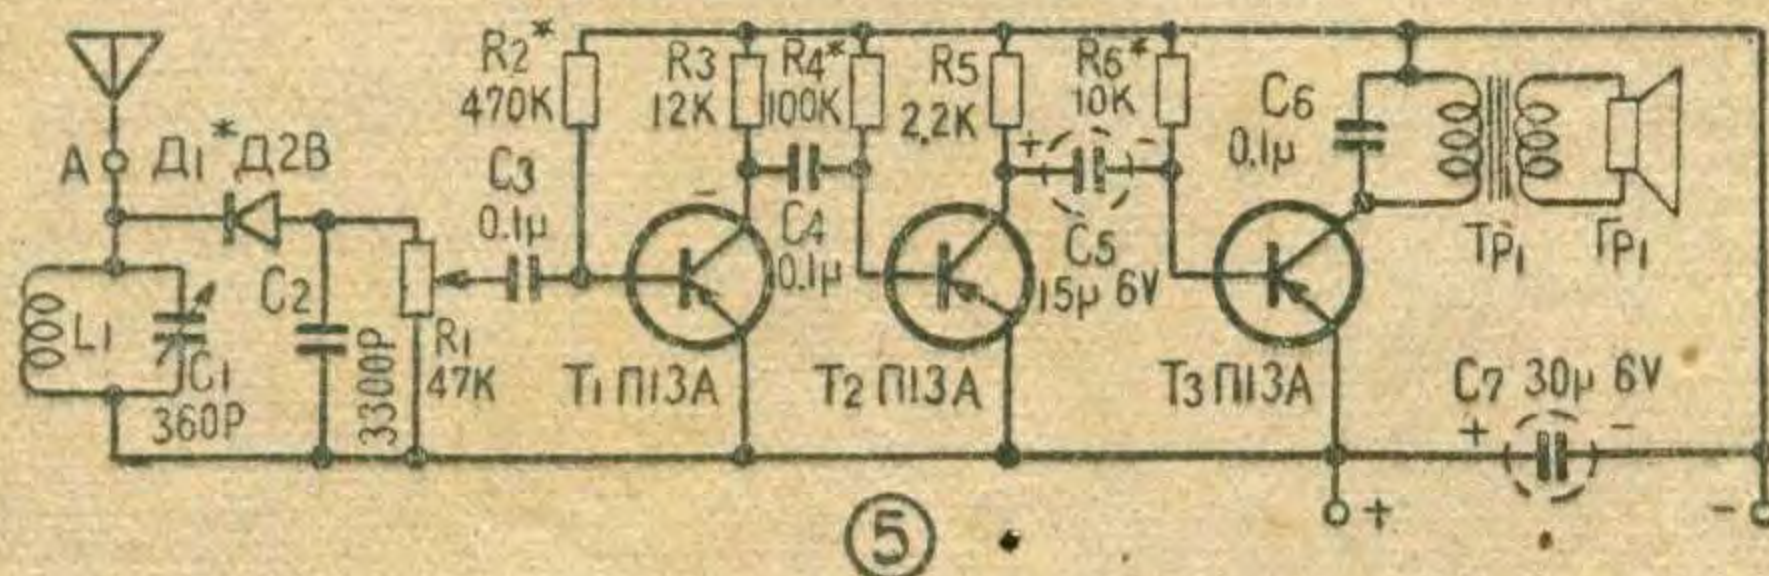 A
Д1*Д2В
L1
C1
360P
C2
3300P
R1
47K
C3
0.1μ
R2*
470K
R3
12K
R4*
100K
C4
0.1μ
R5
2,2K
+ -
C5
15μ 6V
R6*
10K
C6
0.1μ
Тр1
Гр1
-
T1 П13А
T2 П13А
T3 П13А
C7 30μ 6V
+ -
+
-
5